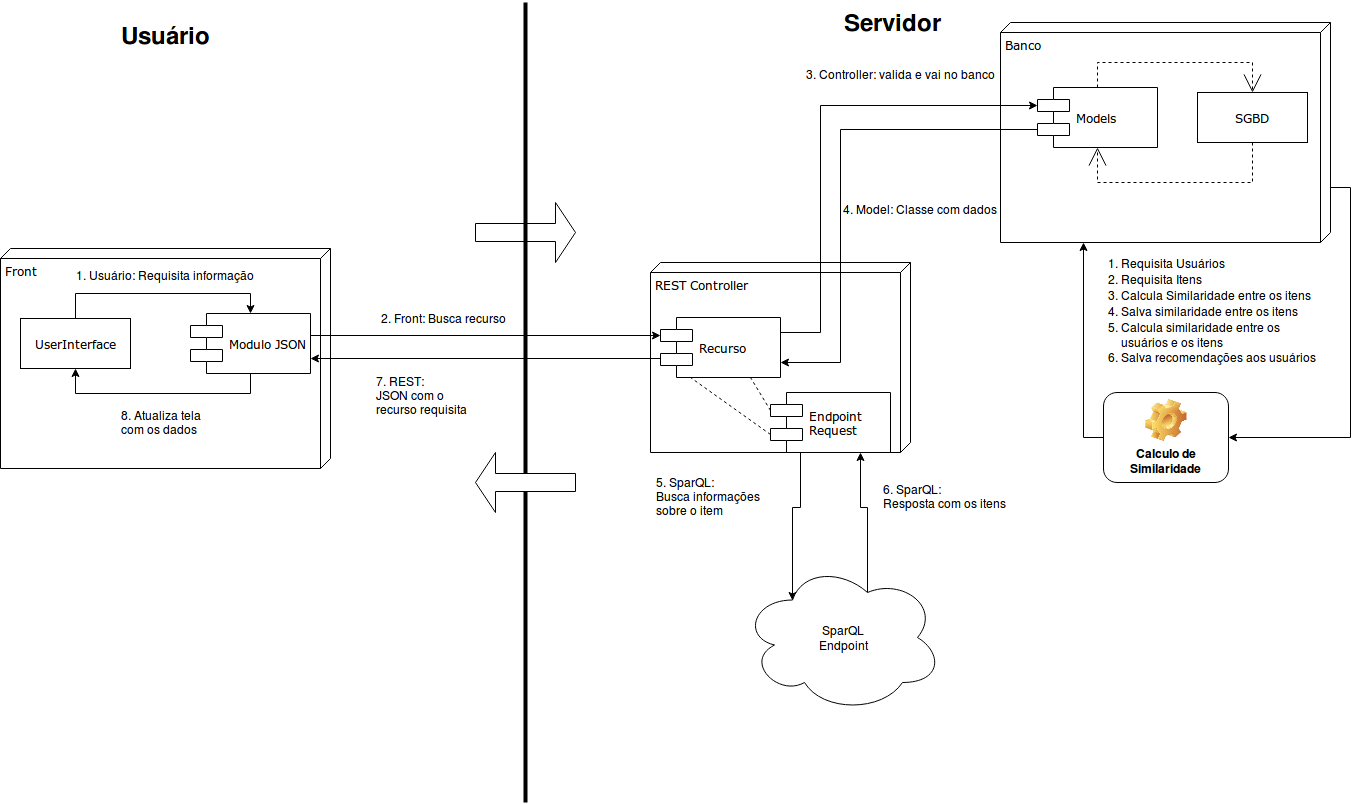 Usuário
Servidor
Banco
3. Controller: valida e vai no banco
Models
SGBD
4. Model: Classe com dados
Front
1. Usuário: Requisita informação
UserInterface
Modulo JSON
8. Atualiza tela
com os dados
2. Front: Busca recurso
7. REST:
JSON com o
recurso requisita
REST Controller
Recurso
Endpoint
Request
1. Requisita Usuários
2. Requisita Itens
3. Calcula Similaridade entre os itens
4. Salva similaridade entre os itens
5. Calcula similaridade entre os
usuários e os itens
6. Salva recomendações aos usuários
Calculo de
Similaridade
5. SparQL:
Busca informações
sobre o item
6. SparQL:
Resposta com os itens
SparQL
Endpoint